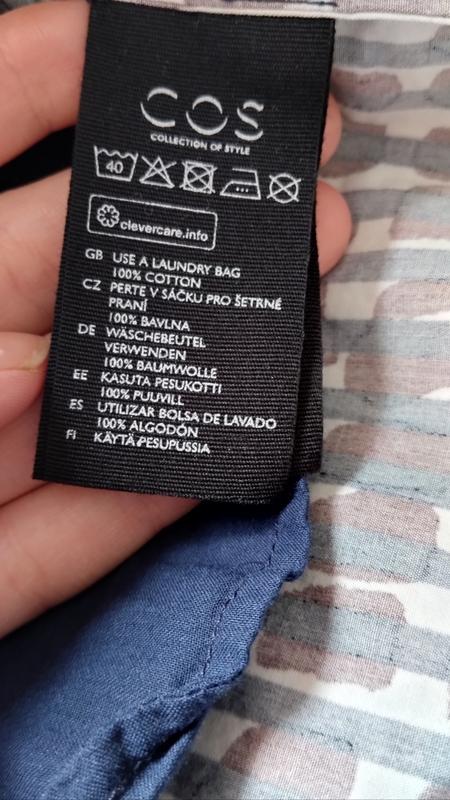 COS
COLLECTION OF STYLE
40
clevercare.info
GB USE A LAUNDRY BAG
100% COTTON
CZ PERTE V SÁČKU PRO ŠETRNÉ
PRANÍ
100% BAVLNA
DE WÄSCHEBEUTEL
VERWENDEN
100% BAUMWOLLE
EE KASUTA PESUKOTTI
100% PUUVILL
ES UTILIZAR BOLSA DE LAVADO
100% ALGODÓN
FI KÄYTÄ PESUPUSSIA